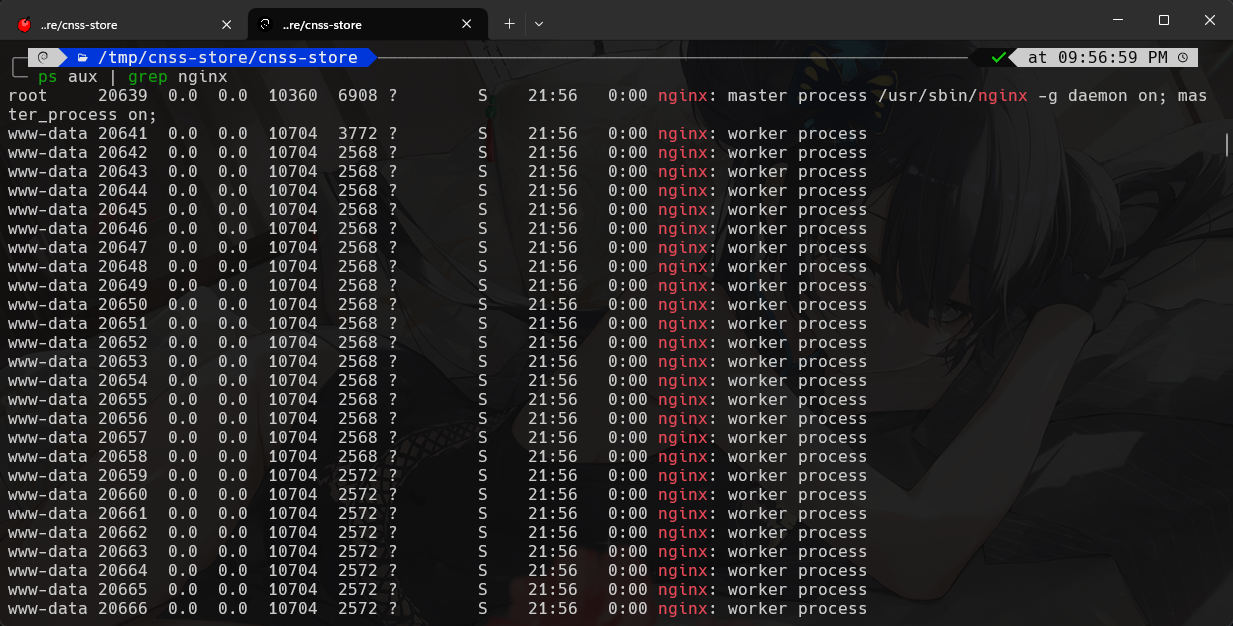 ..re/cnss-store ..re/cnss-store
/tmp/cnss-store/cnss-store at 09:56:59 PM
ps aux | grep nginx
root     20639  0.0  0.0  10360  6908 ?        S    21:56   0:00 nginx: master process /usr/sbin/nginx -g daemon on; mas
ter_process on;
www-data 20641  0.0  0.0  10704  3772 ?        S    21:56   0:00 nginx: worker process
www-data 20642  0.0  0.0  10704  2568 ?        S    21:56   0:00 nginx: worker process
www-data 20643  0.0  0.0  10704  2568 ?        S    21:56   0:00 nginx: worker process
www-data 20644  0.0  0.0  10704  2568 ?        S    21:56   0:00 nginx: worker process
www-data 20645  0.0  0.0  10704  2568 ?        S    21:56   0:00 nginx: worker process
www-data 20646  0.0  0.0  10704  2568 ?        S    21:56   0:00 nginx: worker process
www-data 20647  0.0  0.0  10704  2568 ?        S    21:56   0:00 nginx: worker process
www-data 20648  0.0  0.0  10704  2568 ?        S    21:56   0:00 nginx: worker process
www-data 20649  0.0  0.0  10704  2568 ?        S    21:56   0:00 nginx: worker process
www-data 20650  0.0  0.0  10704  2568 ?        S    21:56   0:00 nginx: worker process
www-data 20651  0.0  0.0  10704  2568 ?        S    21:56   0:00 nginx: worker process
www-data 20652  0.0  0.0  10704  2568 ?        S    21:56   0:00 nginx: worker process
www-data 20653  0.0  0.0  10704  2568 ?        S    21:56   0:00 nginx: worker process
www-data 20654  0.0  0.0  10704  2568 ?        S    21:56   0:00 nginx: worker process
www-data 20655  0.0  0.0  10704  2568 ?        S    21:56   0:00 nginx: worker process
www-data 20656  0.0  0.0  10704  2568 ?        S    21:56   0:00 nginx: worker process
www-data 20657  0.0  0.0  10704  2568 ?        S    21:56   0:00 nginx: worker process
www-data 20658  0.0  0.0  10704  2568 ?        S    21:56   0:00 nginx: worker process
www-data 20659  0.0  0.0  10704  2572 ?        S    21:56   0:00 nginx: worker process
www-data 20660  0.0  0.0  10704  2572 ?        S    21:56   0:00 nginx: worker process
www-data 20661  0.0  0.0  10704  2572 ?        S    21:56   0:00 nginx: worker process
www-data 20662  0.0  0.0  10704  2572 ?        S    21:56   0:00 nginx: worker process
www-data 20663  0.0  0.0  10704  2572 ?        S    21:56   0:00 nginx: worker process
www-data 20664  0.0  0.0  10704  2572 ?        S    21:56   0:00 nginx: worker process
www-data 20665  0.0  0.0  10704  2572 ?        S    21:56   0:00 nginx: worker process
www-data 20666  0.0  0.0  10704  2572 ?        S    21:56   0:00 nginx: worker process